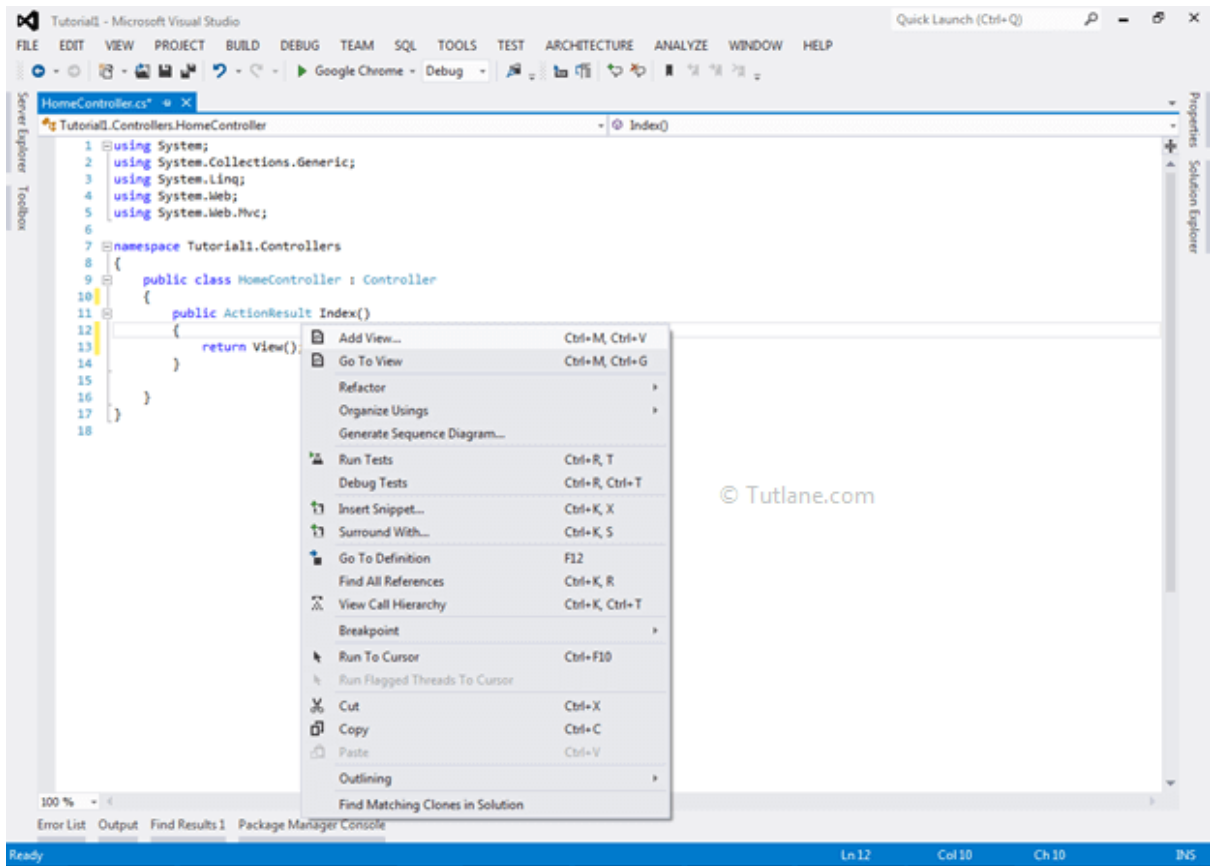 Tutorial1 - Microsoft Visual Studio
Quick Launch (Ctrl+Q)
FILE EDIT VIEW PROJECT BUILD DEBUG TEAM SQL TOOLS TEST ARCHITECTURE ANALYZE WINDOW HELP
Google Chrome Debug
Server Explorer
Toolbox
Properties
Solution Explorer
HomeController.cs*
Tutorial1.Controllers.HomeController Index()
1 using System;
2 using System.Collections.Generic;
3 using System.Linq;
4 using System.Web;
5 using System.Web.Mvc;
6
7 namespace Tutorial1.Controllers
8 {
9 public class HomeController : Controller
10 {
11 public ActionResult Index()
12 {
13 return View();
14 }
15
16 }
17 }
18
Add View... Ctrl+M, Ctrl+V
Go To View Ctrl+M, Ctrl+G
Refactor
Organize Usings
Generate Sequence Diagram...
Run Tests Ctrl+R, T
Debug Tests Ctrl+R, Ctrl+T
Insert Snippet... Ctrl+K, X
Surround With... Ctrl+K, S
Go To Definition F12
Find All References Ctrl+K, R
View Call Hierarchy Ctrl+K, Ctrl+T
Breakpoint
Run To Cursor Ctrl+F10
Run Flagged Threads To Cursor
Cut Ctrl+X
Copy Ctrl+C
Paste Ctrl+V
Outlining
Find Matching Clones in Solution
© Tutlane.com
100 %
Error List Output Find Results 1 Package Manager Console
Ready Ln 12 Col 10 Ch 10 INS